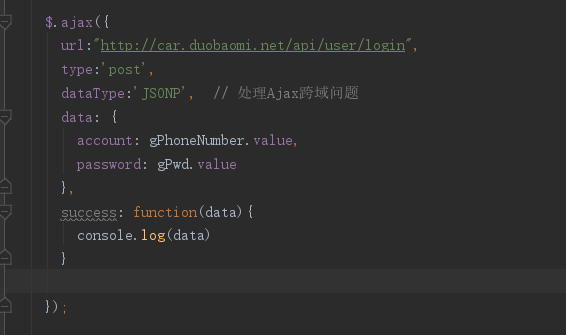 $.ajax({
url:"http://car.duobaomi.net/api/user/login",
type:'post',
dataType:'JSONP', // 处理Ajax跨域问题
data: {
account: gPhoneNumber.value,
password: gPwd.value
},
success: function(data){
console.log(data)
}
});